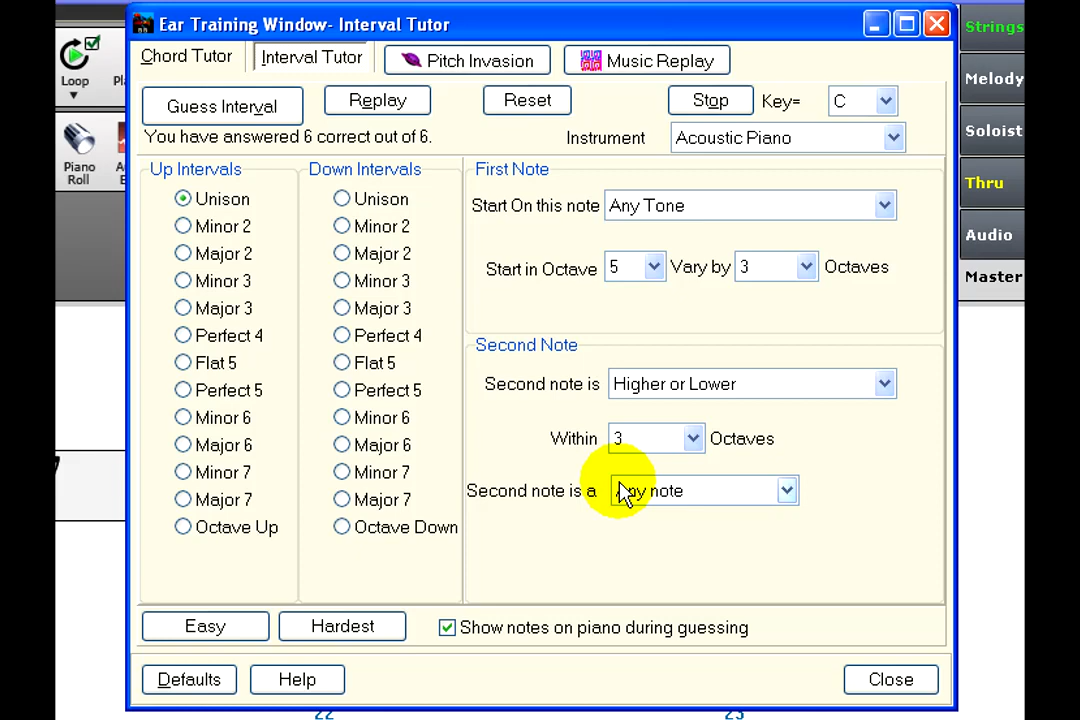 Ear Training Window- Interval Tutor
Strings
Loop
Chord Tutor
Interval Tutor
Pitch Invasion
Music Replay
Melody
Guess Interval
Replay
Reset
Stop
Key=
C
You have answered 6 correct out of 6.
Instrument
Acoustic Piano
Soloist
Piano
Roll
Up Intervals
Down Intervals
First Note
Thru
Unison
Unison
Start On this note
Any Tone
Minor 2
Minor 2
Audio
Major 2
Major 2
Start in Octave
5
Vary by
3
Octaves
Master
Minor 3
Minor 3
Major 3
Major 3
Perfect 4
Perfect 4
Second Note
Flat 5
Flat 5
Second note is
Higher or Lower
Perfect 5
Perfect 5
Minor 6
Minor 6
Within
3
Octaves
Major 6
Major 6
Minor 7
Minor 7
Second note is a
Any note
Major 7
Major 7
Octave Up
Octave Down
Easy
Hardest
Show notes on piano during guessing
Defaults
Help
Close
22
23